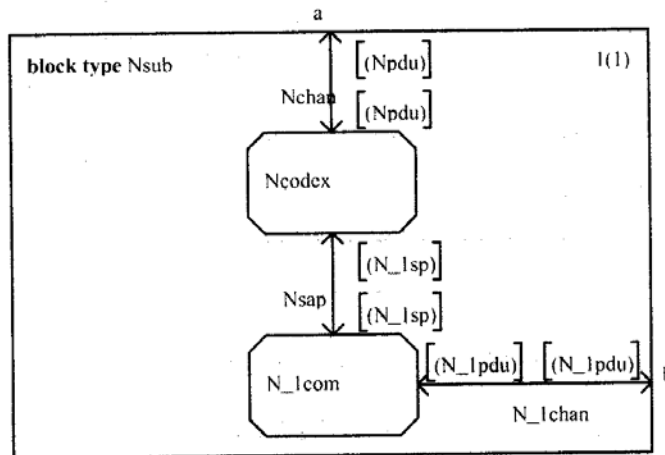 a
block type Nsub
1(1)
[(Npdu)]
Nchan
[(Npdu)]
Ncodex
[(N_1sp)]
Nsap
[(N_1sp)]
N_1com
[(N_1pdu)] [(N_1pdu)]
N_1chan